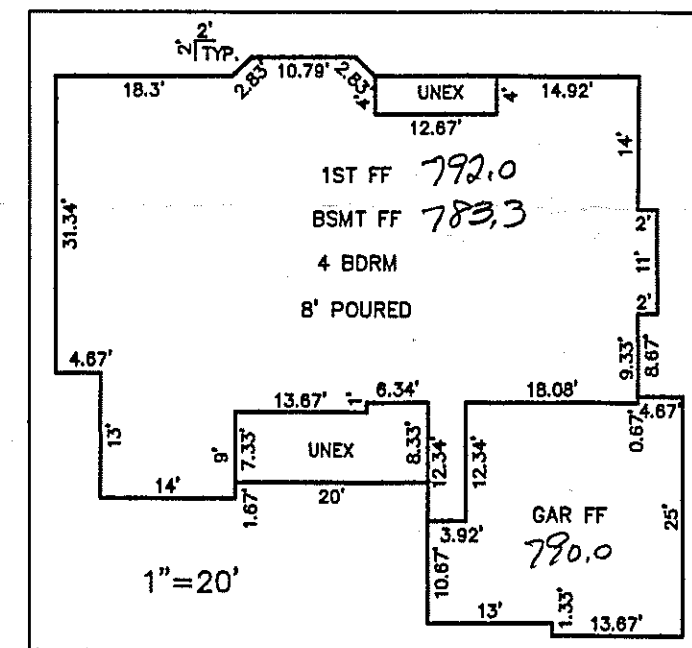 2'
2' TYP.
18.3' 2.83' 10.79' 2.83' 4' UNEX 4' 14.92'
12.67'
14'
1ST FF 792.0
BSMT FF 783,3
2'
31.34'
4 BDRM
11'
8' POURED
2'
4.67'
9.33' 8.67'
13.67' 1' 6.34' 18.08'
0.67' 4.67'
13'
9' 7.33' UNEX 8.33' 12.34' 12.34'
14' 1.67' 20'
3.92' GAR FF 25'
790.0
1"=20'
10.67'
13' 1.33' 13.67'